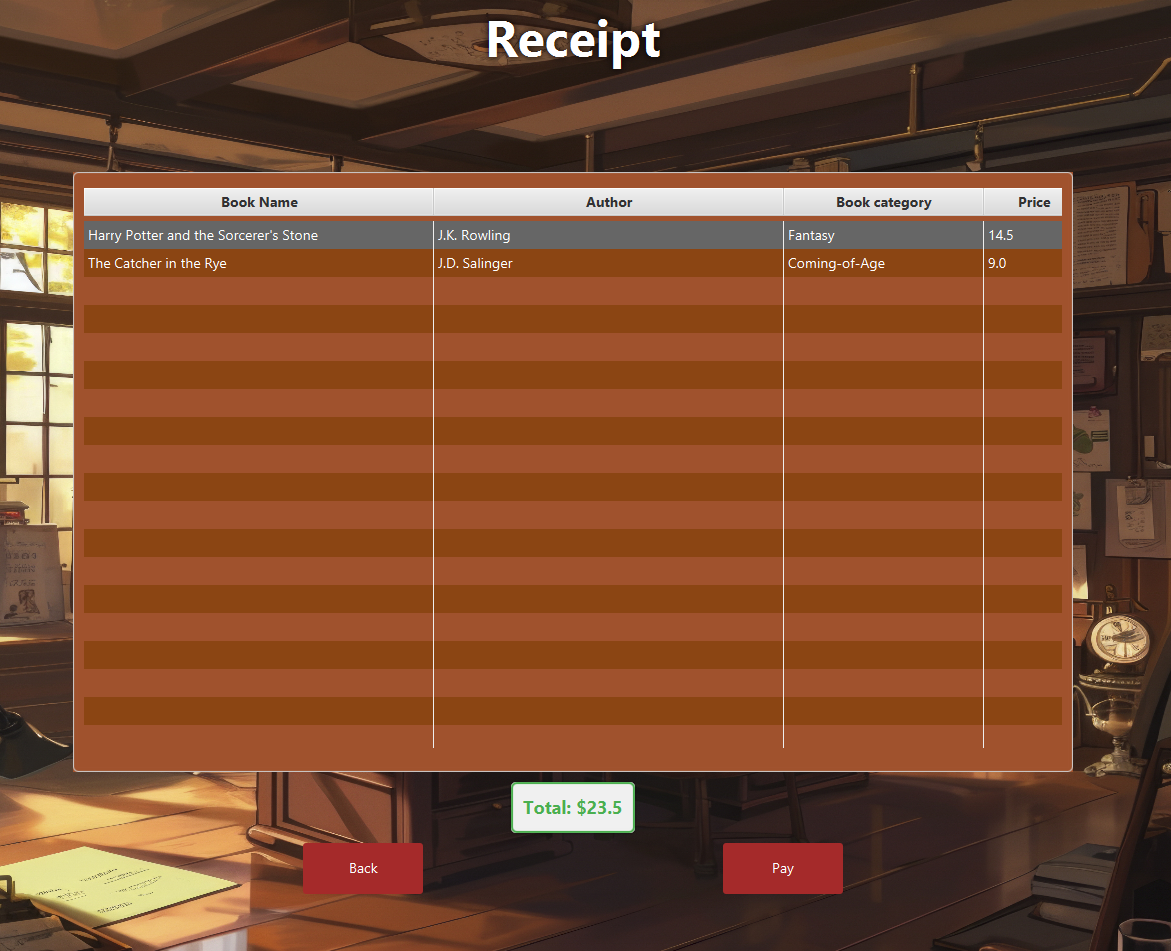 Receipt
Book Name Author Book category Price
Harry Potter and the Sorcerer's Stone J.K. Rowling Fantasy 14.5
The Catcher in the Rye J.D. Salinger Coming-of-Age 9.0
Total: $23.5
Back Pay